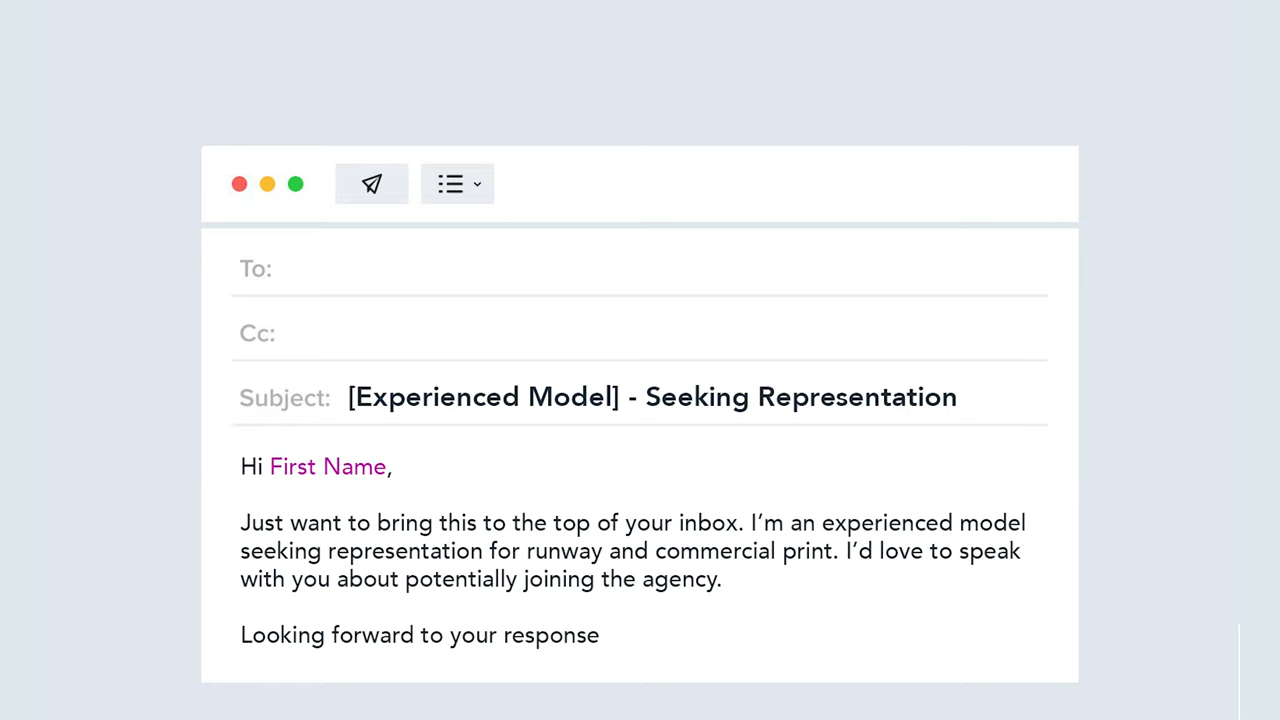 To:
Cc:
Subject: [Experienced Model] - Seeking Representation
Hi First Name,
Just want to bring this to the top of your inbox. I’m an experienced model
seeking representation for runway and commercial print. I’d love to speak
with you about potentially joining the agency.
Looking forward to your response